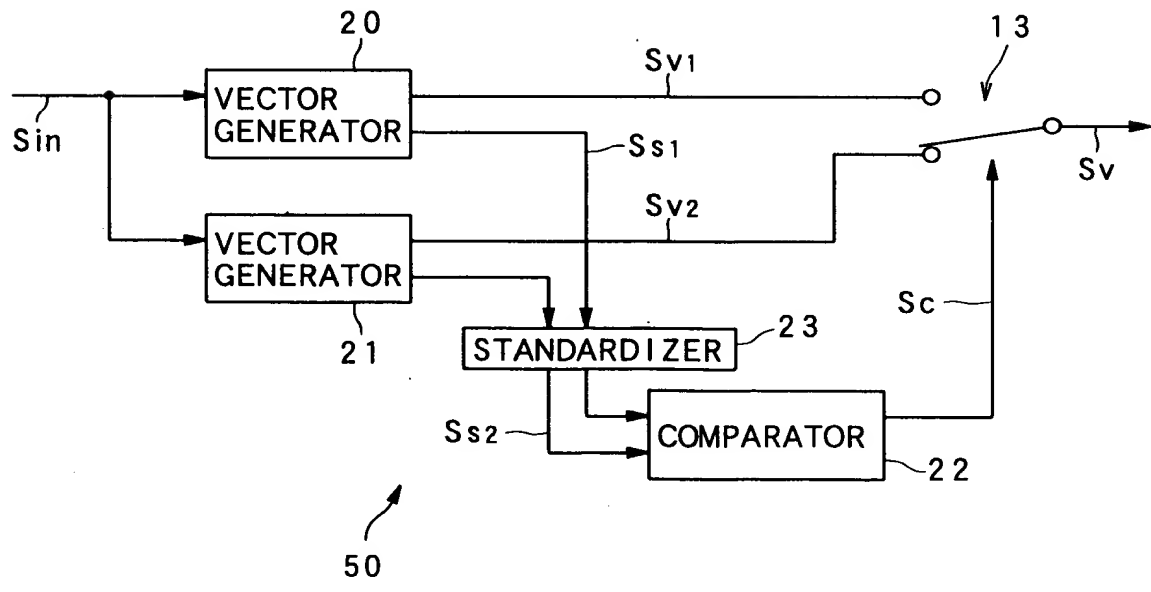 20
13
VECTOR
GENERATOR
Sv1
Sin
Ss1
Sv
VECTOR
GENERATOR
Sv2
21
Sc
STANDARDIZER
23
Ss2
COMPARATOR
22
50